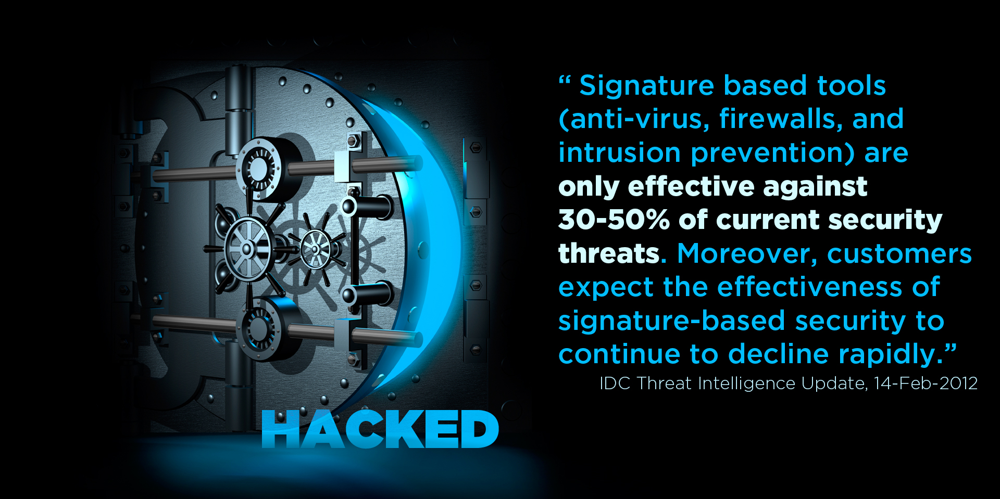 “ Signature based tools
(anti-virus, firewalls, and
intrusion prevention) are
only effective against
30-50% of current security
threats. Moreover, customers
expect the effectiveness of
signature-based security to
continue to decline rapidly.”
IDC Threat Intelligence Update, 14-Feb-2012
HACKED